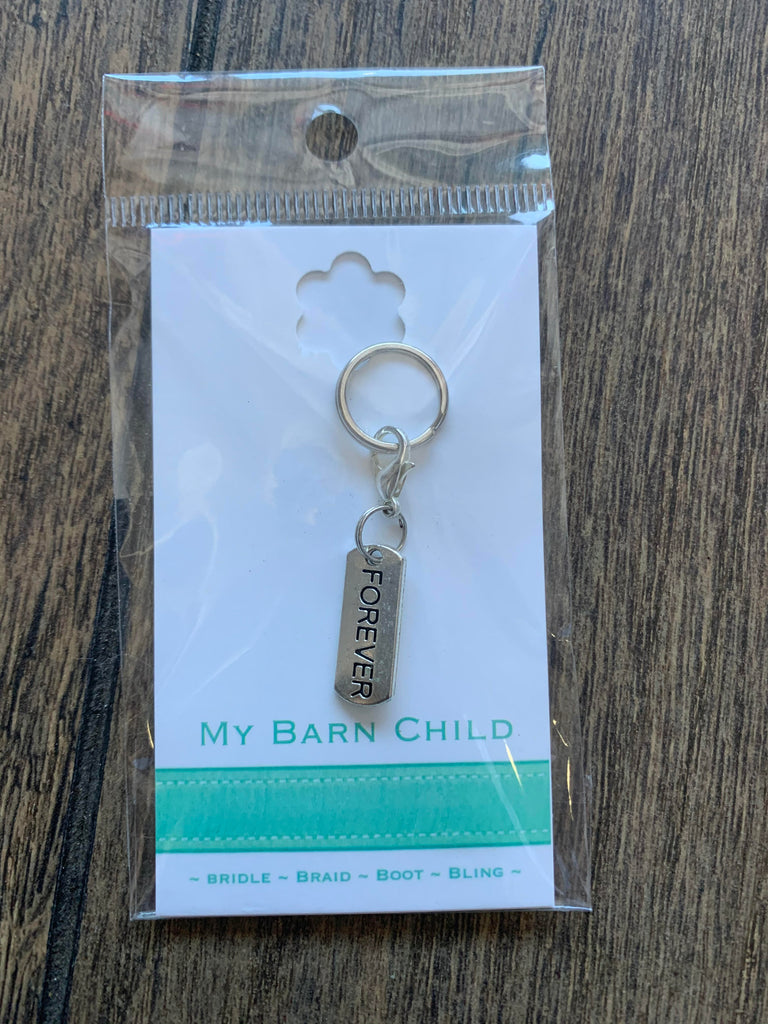 FOREVER
MY BARN CHILD
~ BRIDLE ~ BRAID ~ BOOT ~ BLING ~